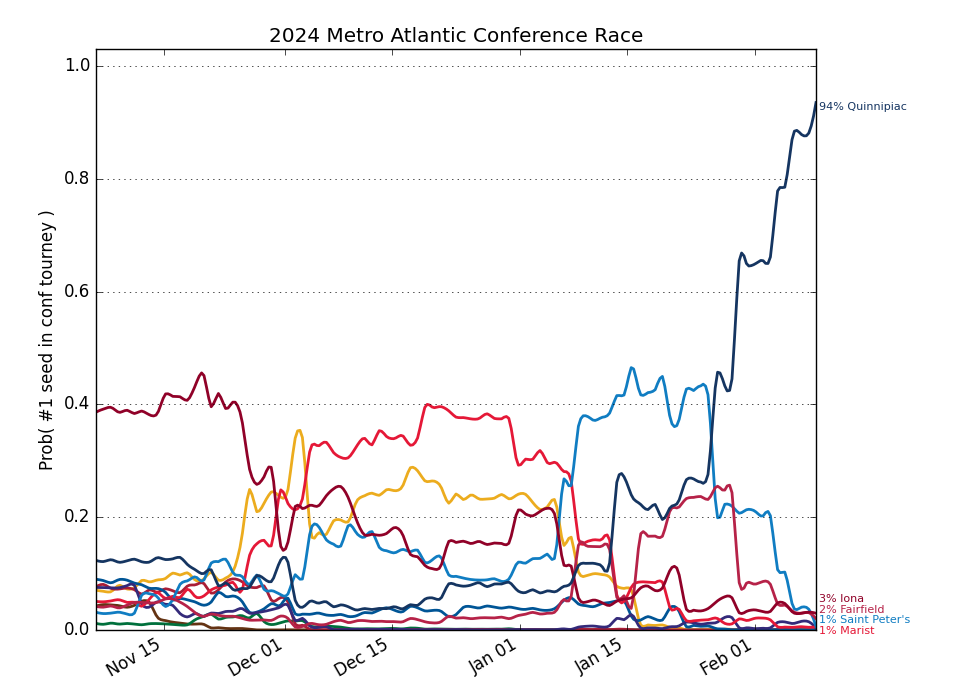 2024 Metro Atlantic Conference Race
Prob( #1 seed in conf tourney )
1.0
0.8
0.6
0.4
0.2
0.0
Nov 15
Dec 01
Dec 15
Jan 01
Jan 15
Feb 01
94% Quinnipiac
3% Iona
2% Fairfield
1% Saint Peter's
1% Marist